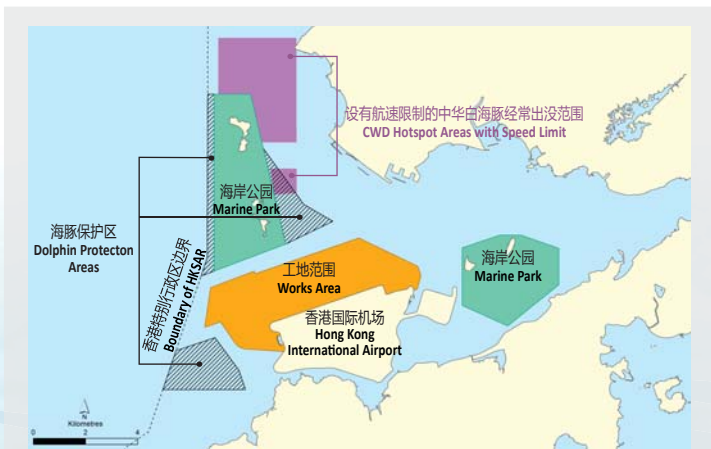 设有航速限制的中华白海豚经常出没范围
CWD Hotspot Areas with Speed Limit
海豚保护区
Dolphin Protecton
Areas
海岸公园
Marine Park
香港特别行政区边界
Boundary of HKSAR
工地范围
Works Area
海岸公园
Marine Park
香港国际机场
Hong Kong
International Airport
N
Kilometres
0 2 4